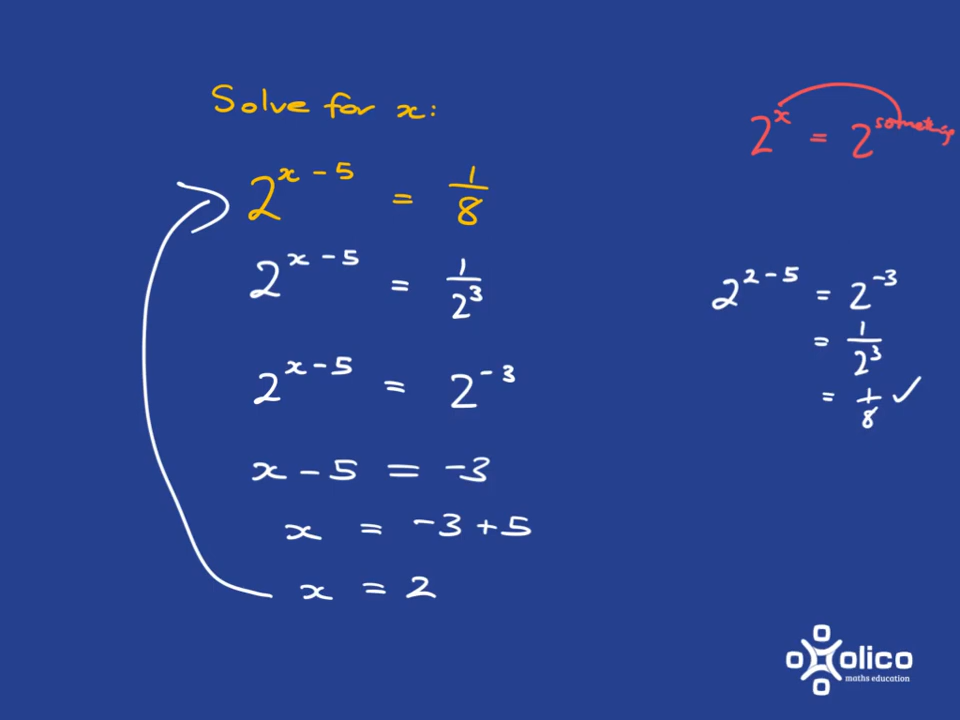 Solve for x:
2^{x-5} = 1/8
2^{x-5} = 1/2^3
2^{x-5} = 2^{-3}
x - 5 = -3
x = -3 + 5
x = 2
2^x = 2^{something}
2^{2-5} = 2^{-3}
= 1/2^3
= 1/8 ✓
olico
maths education